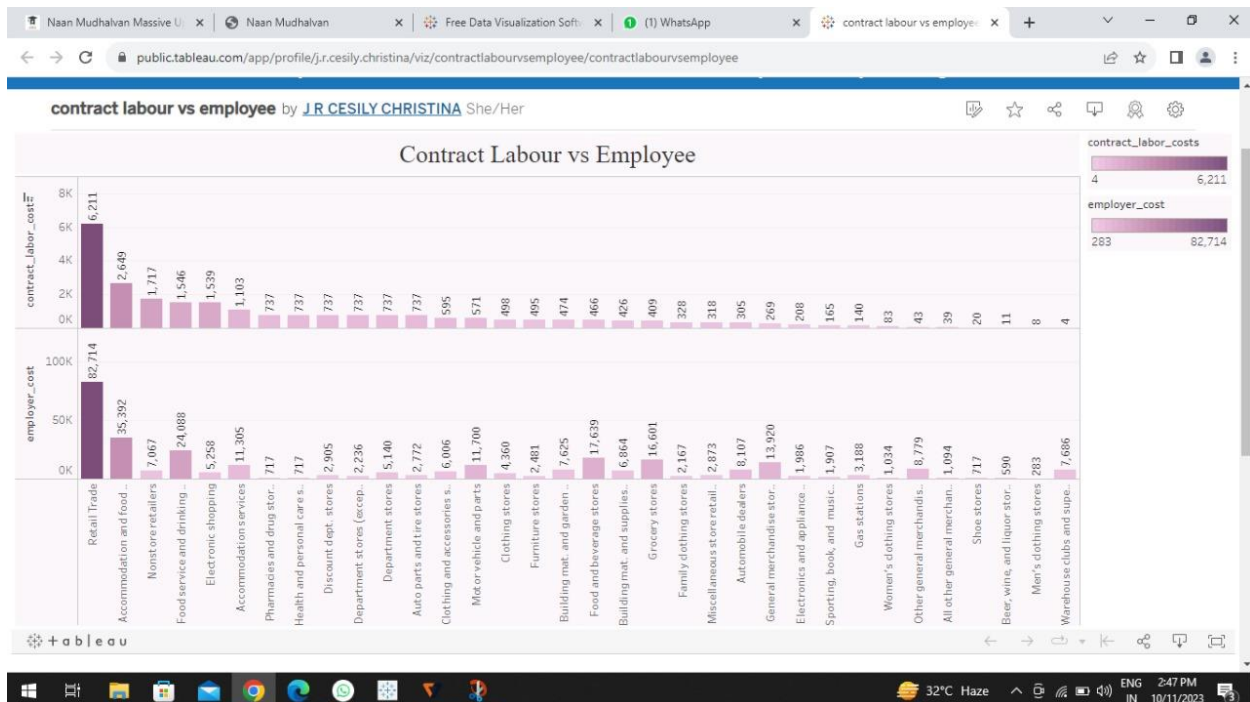 Naan Mudhalvan Massive U
Naan Mudhalvan
Free Data Visualization Soft
(1) WhatsApp
contract labour vs employe
public.tableau.com/app/profile/j.r.cesily.christina/viz/contractlabourvsemployee/contractlabourvsemployee
contract labour vs employee by J R CESILY CHRISTINA She/Her
Contract Labour vs Employee
contract_labor_costs
4 6,211
employer_cost
283 82,714
contract_labor_cost
8K
6K
4K
2K
0K
6,211 2,649 1,717 1,546 1,539 1,103 737 737 737 737 737 737 595 571 498 495 474 466 426 409 328 318 305 269 208 165 140 83 43 39 20 11 8 4
employer_cost
100K
50K
0K
82,714 35,392 7,067 24,088 5,258 11,305 717 717 2,905 2,236 5,140 2,772 6,006 11,700 4,360 2,481 7,625 17,639 6,864 16,601 2,167 2,873 8,107 13,920 1,986 1,907 3,188 1,034 8,779 1,094 717 590 283 7,686
Retail Trade
Accommodation and food ..
Nonstore retailers
Food service and drinking ..
Electronic shopping
Accommodation services
Pharmacies and drug stor..
Health and personal care s..
Discount dept. stores
Department stores (excep..
Department stores
Auto parts and tire stores
Clothing and accessories s..
Motor vehicle and parts
Clothing stores
Furniture stores
Building mat. and garden ..
Food and beverage stores
Building mat. and supplies..
Grocery stores
Family clothing stores
Miscellaneous store retail..
Automobile dealers
General merchandise stor..
Electronics and appliance ..
Sporting, book, and music..
Gas stations
Women's clothing stores
Other general merchandis..
All other general merchan..
Shoe stores
Beer, wine, and liquor stor..
Men's clothing stores
Warehouse clubs and supe..
+ableau
32°C Haze
ENG
IN
2:47 PM
10/11/2023
3